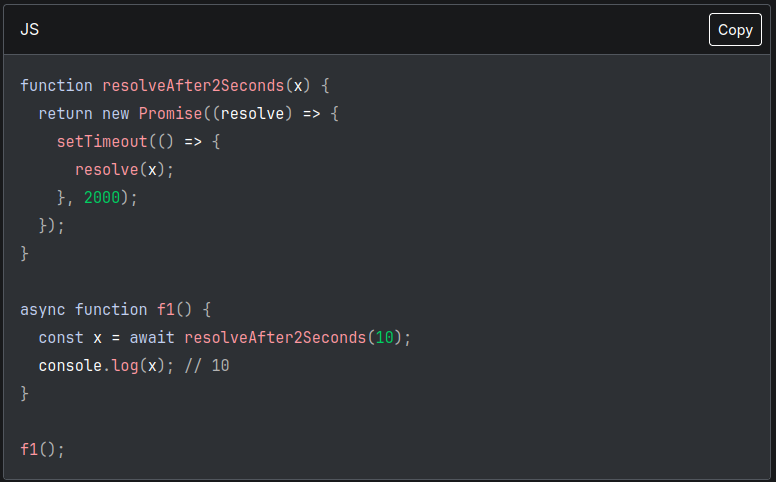 JS
Copy
function resolveAfter2Seconds(x) {
  return new Promise((resolve) => {
    setTimeout(() => {
      resolve(x);
    }, 2000);
  });
}

async function f1() {
  const x = await resolveAfter2Seconds(10);
  console.log(x); // 10
}

f1();